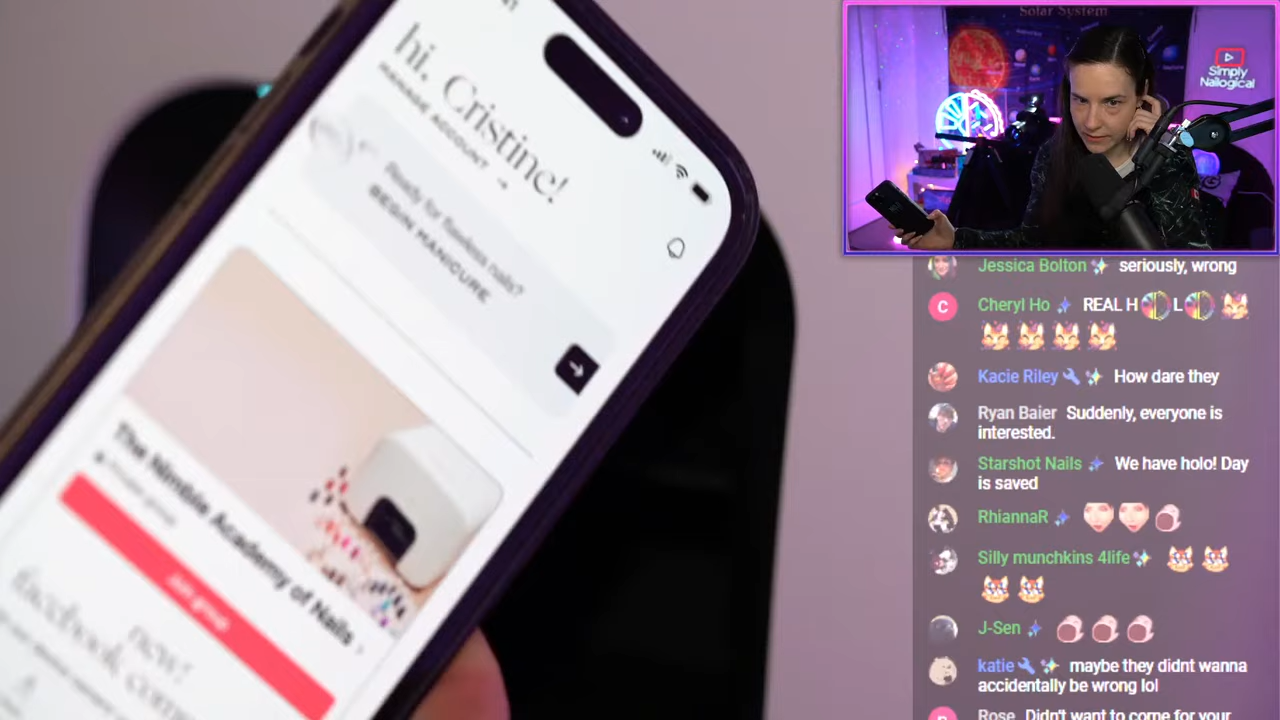 hi, Cristine!
MANAGE ACCOUNT →
Ready for flawless nails?
BEGIN MANICURE
The Nimble Academy of Nails
Join group
new!
facebook
Solar System
Simply
Nailogical
Jessica Bolton seriously, wrong
Cheryl Ho REAL H L
Kacie Riley How dare they
Ryan Baier Suddenly, everyone is
interested.
Starshot Nails We have holo! Day
is saved
RhiannaR
Silly munchkins 4life
J-Sen
katie maybe they didnt wanna
accidentally be wrong lol
Rose Didn't want to come for your